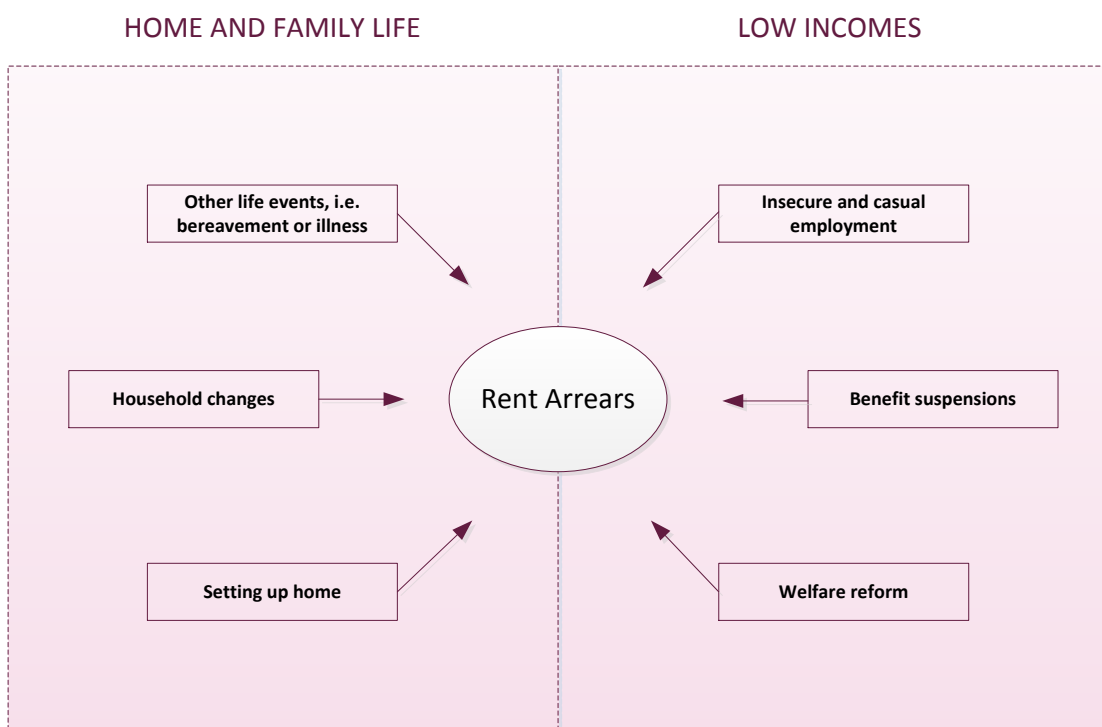 HOME AND FAMILY LIFE
LOW INCOMES
Other life events, i.e.
bereavement or illness
Insecure and casual
employment
Household changes
Rent Arrears
Benefit suspensions
Setting up home
Welfare reform